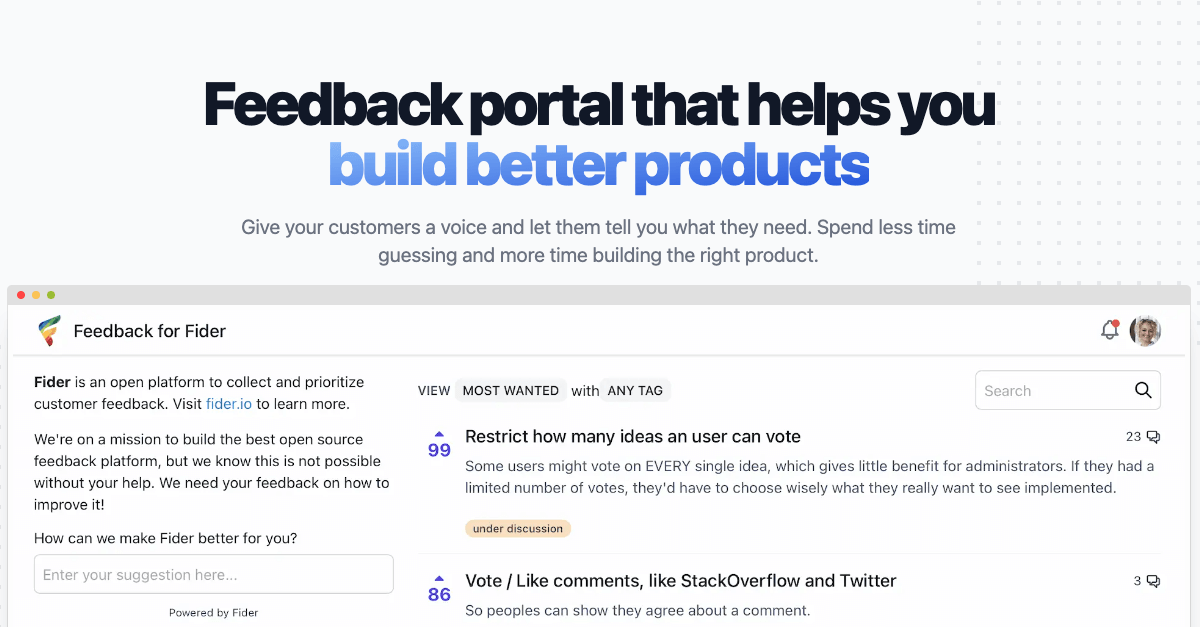 Feedback portal that helps you
build better products
Give your customers a voice and let them tell you what they need. Spend less time
guessing and more time building the right product.
Feedback for Fider
Fider is an open platform to collect and prioritize
customer feedback. Visit fider.io to learn more.
We're on a mission to build the best open source
feedback platform, but we know this is not possible
without your help. We need your feedback on how to
improve it!
How can we make Fider better for you?
Enter your suggestion here...
Powered by Fider
VIEW MOST WANTED with ANY TAG
Search
99
Restrict how many ideas an user can vote
23
Some users might vote on EVERY single idea, which gives little benefit for administrators. If they had a
limited number of votes, they'd have to choose wisely what they really want to see implemented.
under discussion
86
Vote / Like comments, like StackOverflow and Twitter
3
So peoples can show they agree about a comment.